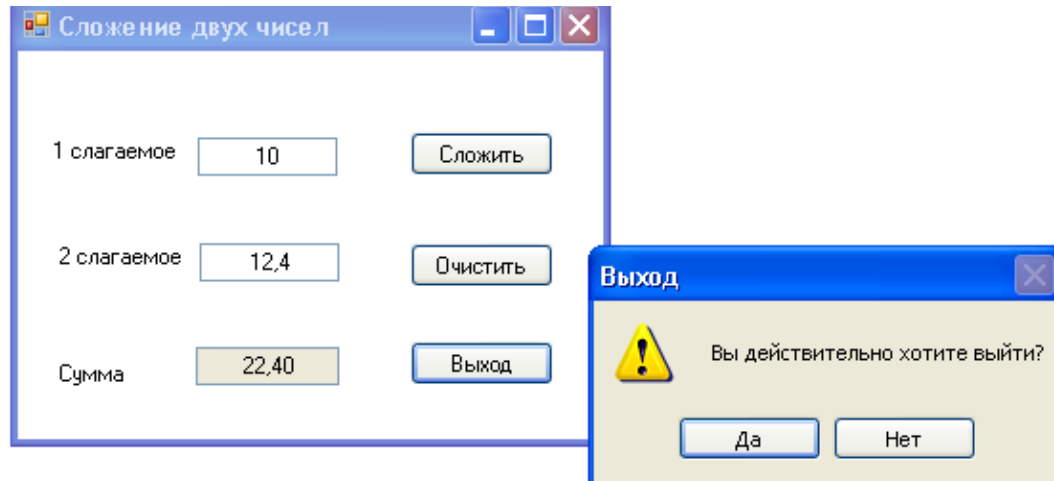 Сложение двух чисел
1 слагаемое 10 Сложить
2 слагаемое 12,4 Очистить
Сумма 22,40 Выход
Выход
Вы действительно хотите выйти?
Да Нет